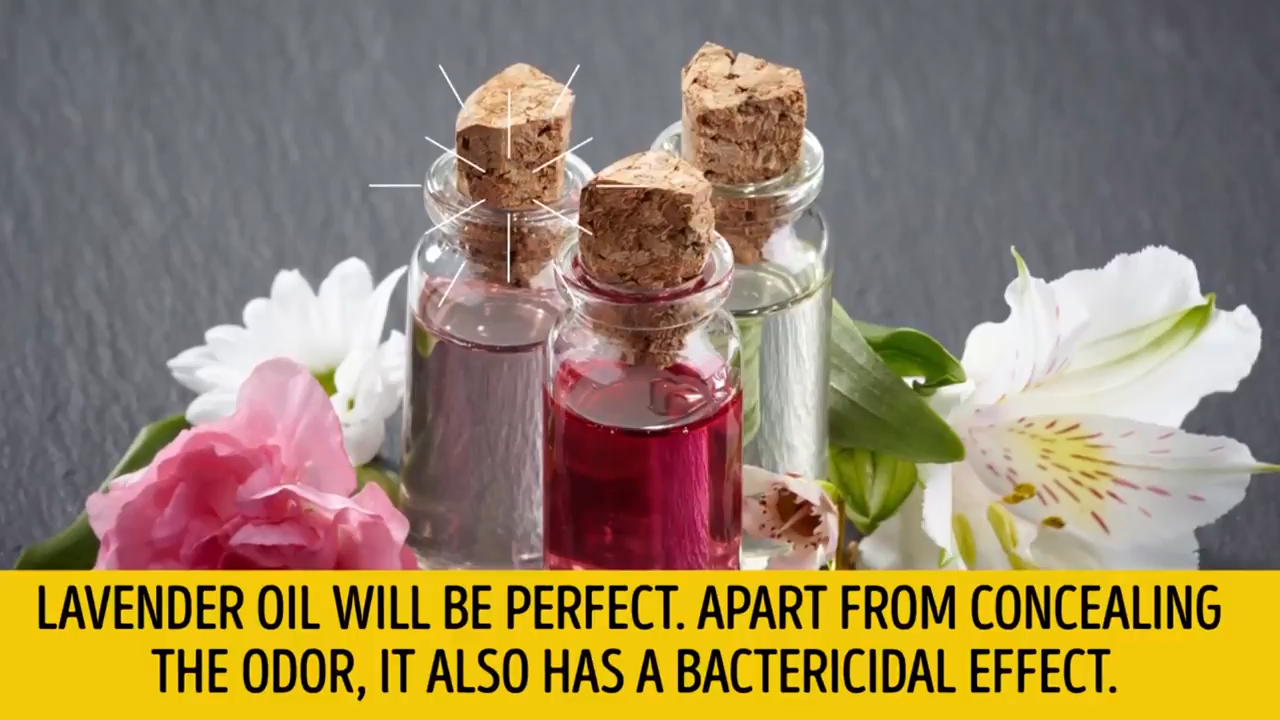 LAVENDER OIL WILL BE PERFECT. APART FROM CONCEALING
THE ODOR, IT ALSO HAS A BACTERICIDAL EFFECT.